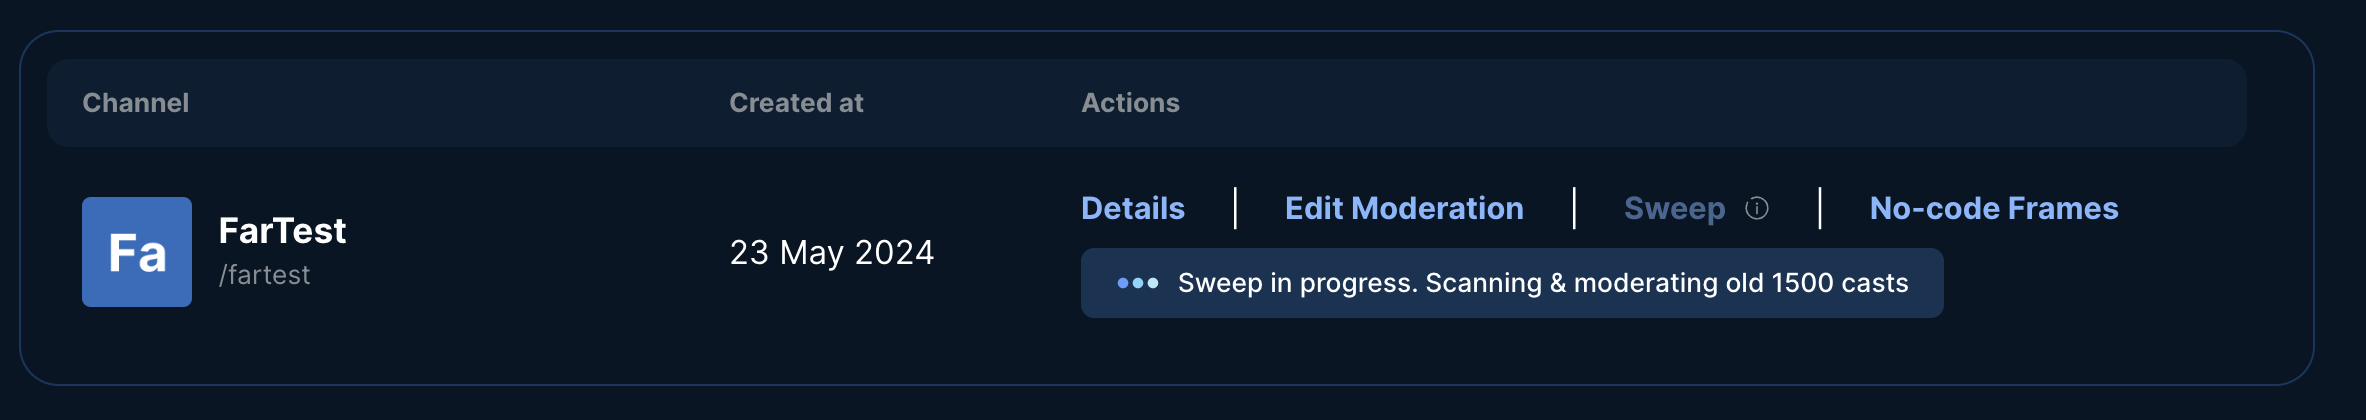 Channel Created at Actions
Fa
FarTest
/fartest
23 May 2024
Details | Edit Moderation | Sweep | No-code Frames
Sweep in progress. Scanning & moderating old 1500 casts